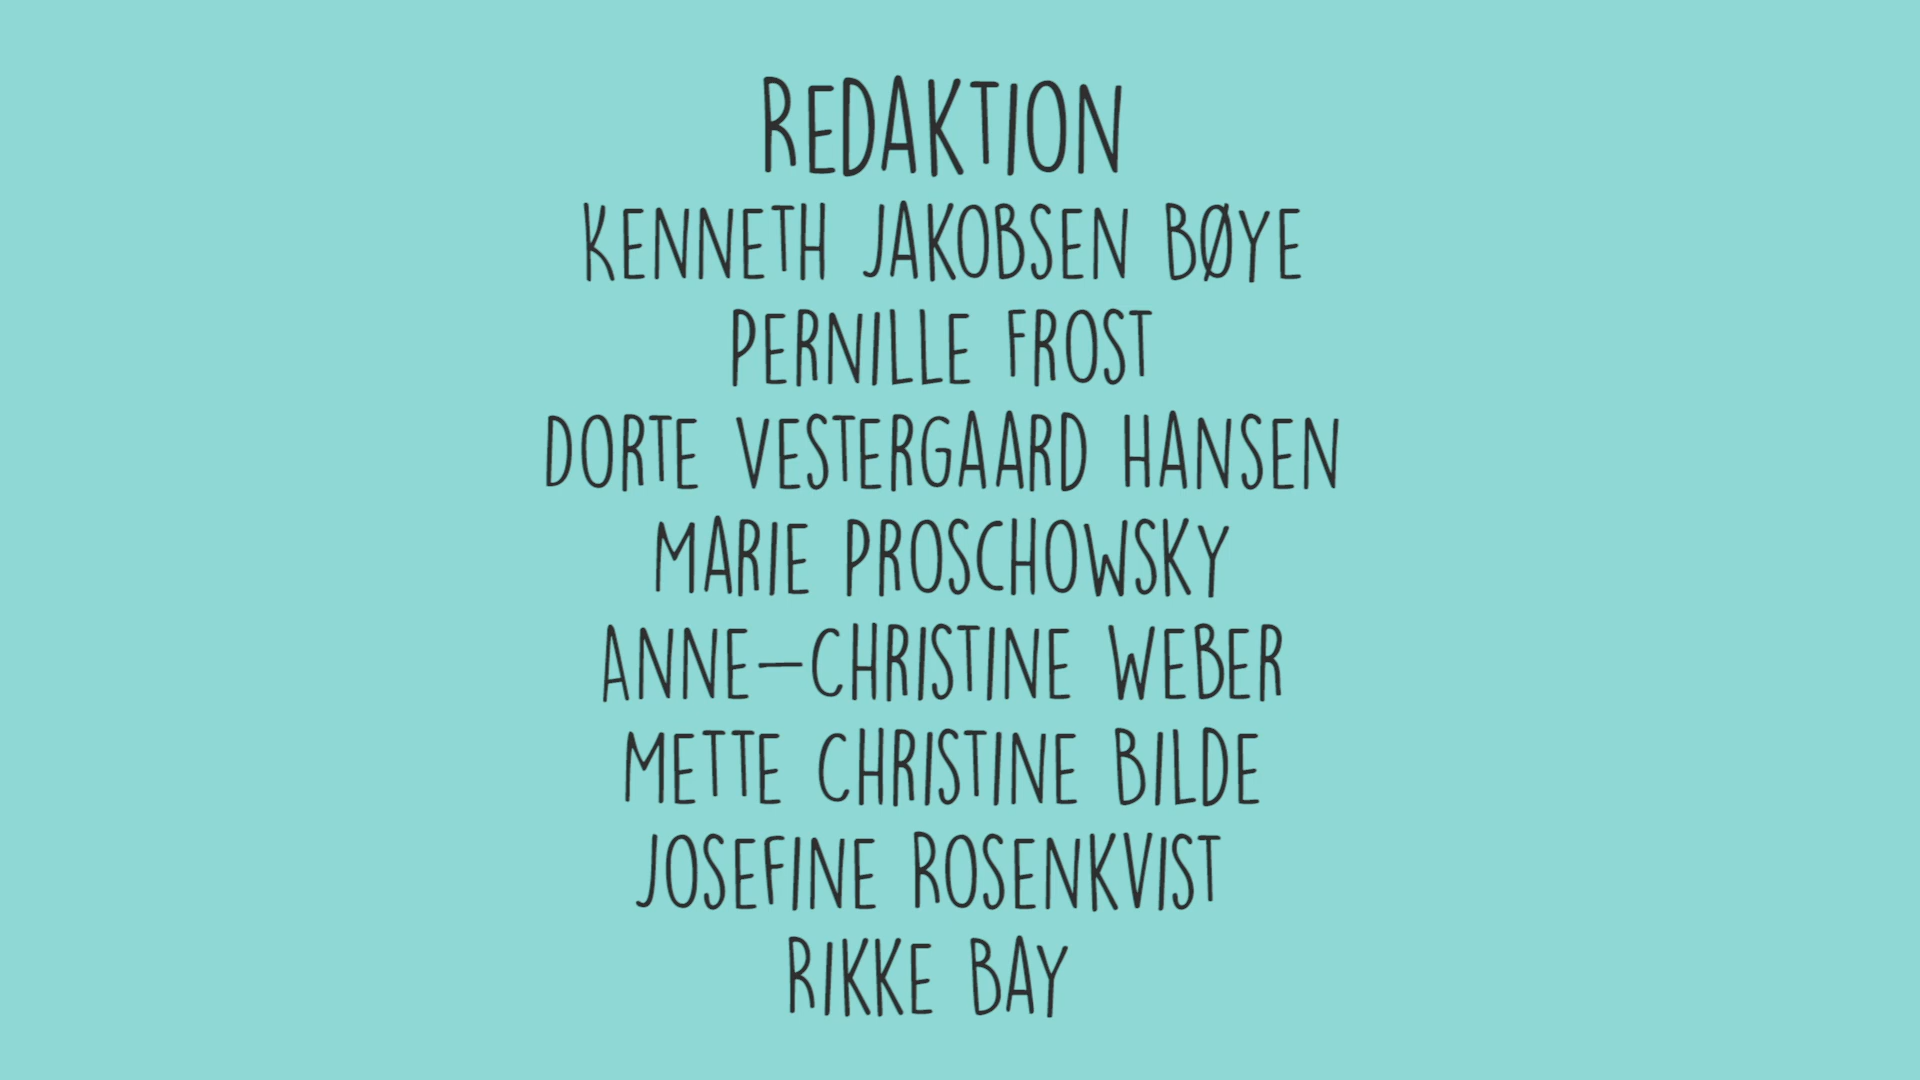 REDAKTION
KENNETH JAKOBSEN BØYE
PERNILLE FROST
DORTE VESTERGAARD HANSEN
MARIE PROSCHOWSKY
ANNE-CHRISTINE WEBER
METTE CHRISTINE BILDE
JOSEFINE ROSENKVIST
RIKKE BAY